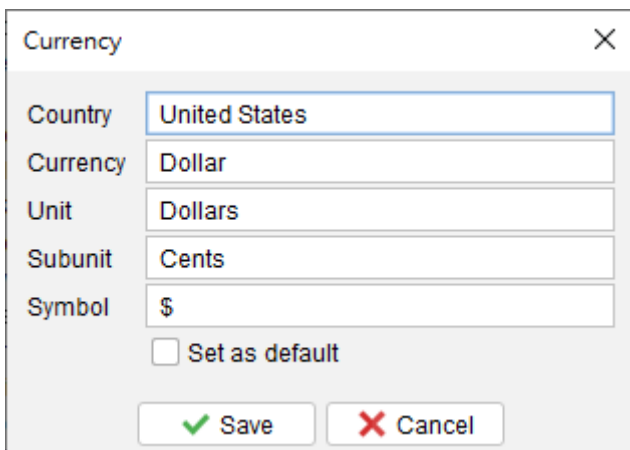 Currency
Country United States
Currency Dollar
Unit Dollars
Subunit Cents
Symbol $
Set as default
Save Cancel